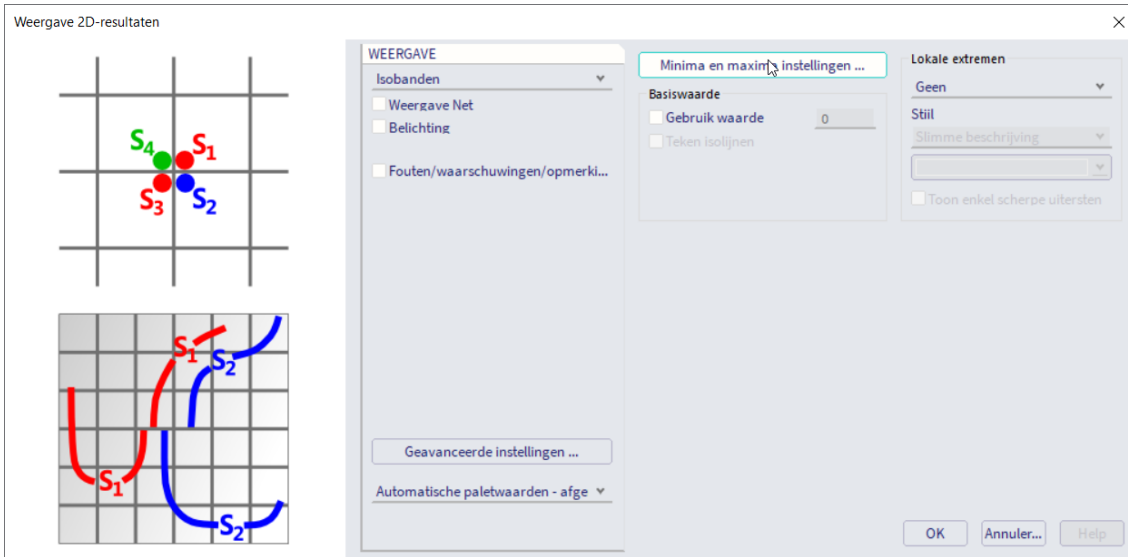 Weergave 2D-resultaten
S4
S1
S3
S2
S1
S2
S1
S2
WEERGAVE
Isobanden
Weergave Net
Belichting
Fouten/waarschuwingen/opmerki...
Geavanceerde instellingen ...
Automatische paletwaarden - afge
Minima en maxima instellingen ...
Basiswaarde
Gebruik waarde 0
Teken isolijnen
Lokale extremen
Geen
Stijl
Slimme beschrijving
Toon enkel scherpe uitersten
OK
Annuler...
Help